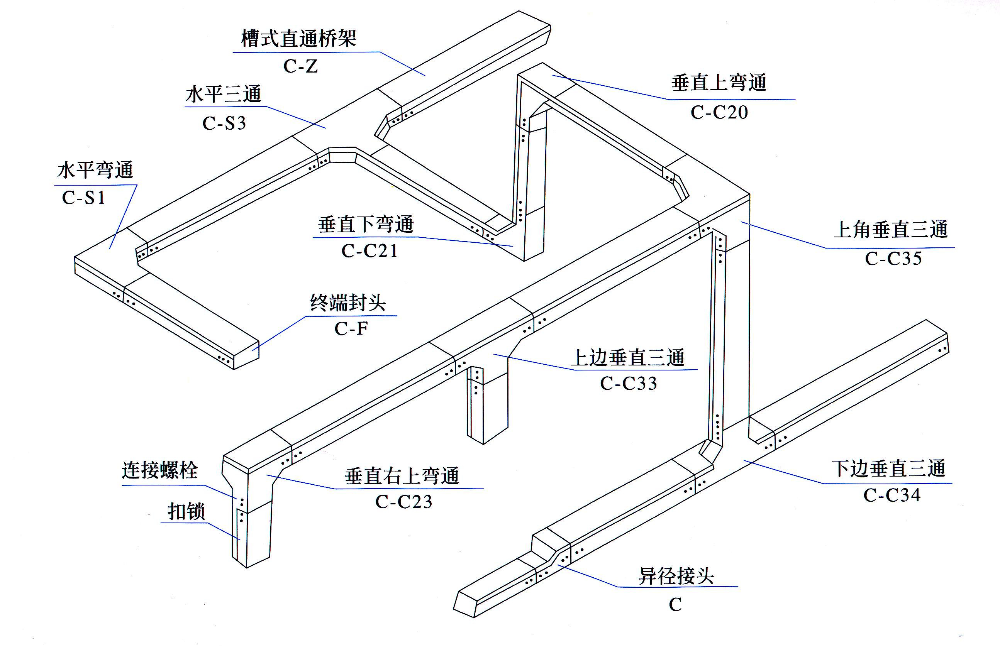 槽式直通桥架
C-Z
水平三通
C-S3
垂直上弯通
C-C20
水平弯通
C-S1
垂直下弯通
C-C21
上角垂直三通
C-C35
终端封头
C-F
上边垂直三通
C-C33
连接螺栓
扣锁
垂直右上弯通
C-C23
下边垂直三通
C-C34
异径接头
C